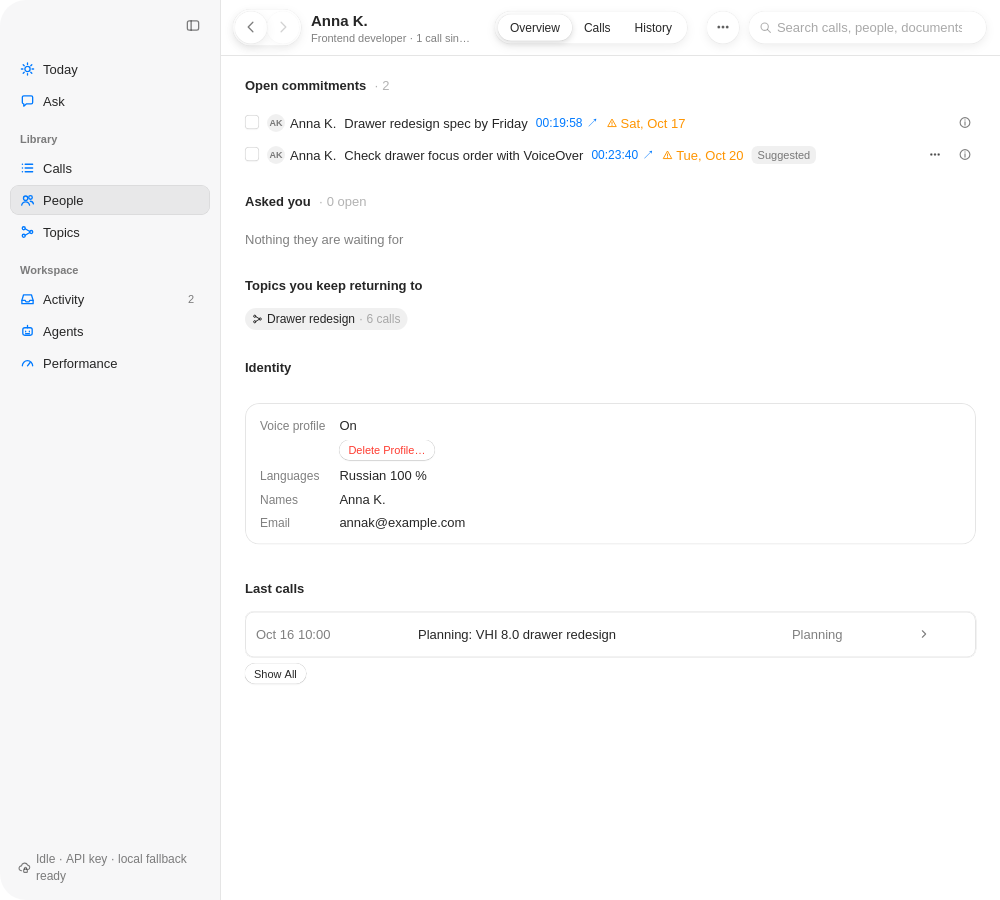 Anna K.
Frontend developer · 1 call sin…
Overview
Calls
History
Search calls, people, documents
Today
Ask
Library
Calls
People
Topics
Workspace
Activity 2
Agents
Performance
Idle · API key · local fallback
ready
Open commitments · 2
AK Anna K. Drawer redesign spec by Friday 00:19:58 Sat, Oct 17
AK Anna K. Check drawer focus order with VoiceOver 00:23:40 Tue, Oct 20 Suggested
Asked you · 0 open
Nothing they are waiting for
Topics you keep returning to
Drawer redesign · 6 calls
Identity
Voice profile On
Delete Profile…
Languages Russian 100 %
Names Anna K.
Email annak@example.com
Last calls
Oct 16 10:00 Planning: VHI 8.0 drawer redesign Planning
Show All